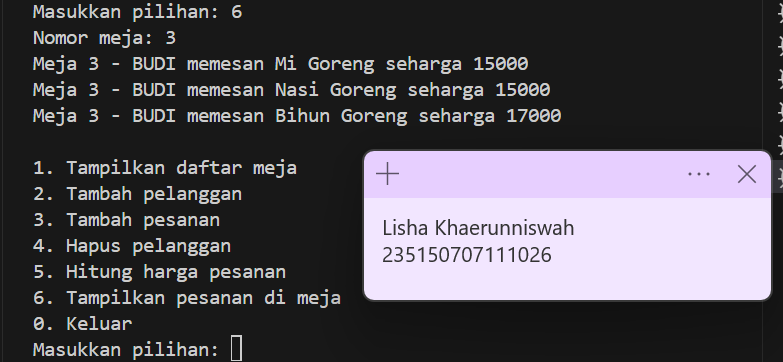 Masukkan pilihan: 6
Nomor meja: 3
Meja 3 - BUDI memesan Mi Goreng seharga 15000
Meja 3 - BUDI memesan Nasi Goreng seharga 15000
Meja 3 - BUDI memesan Bihun Goreng seharga 17000
1. Tampilkan daftar meja
2. Tambah pelanggan
3. Tambah pesanan
4. Hapus pelanggan
5. Hitung harga pesanan
6. Tampilkan pesanan di meja
0. Keluar
Masukkan pilihan:
Lisha Khaerunniswah
235150707111026